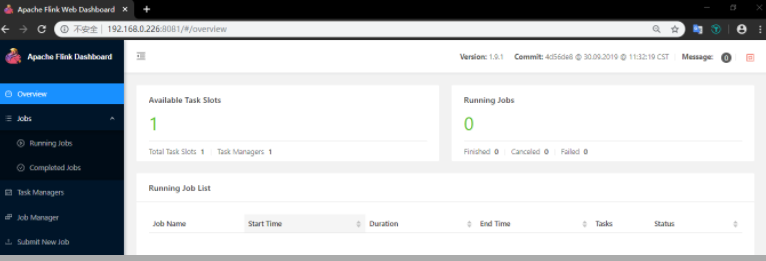 Apache Flink Web Dashboard
不安全 | 192.168.0.226:8081/#/overview
Apache Flink Dashboard
Version: 1.9.1 Commit: 4d56de8 @ 30.09.2019 @ 11:32:19 CST Message: 0
Overview
Jobs
Running Jobs
Completed Jobs
Task Managers
Job Manager
Submit New Job
Available Task Slots
1
Total Task Slots 1 Task Managers 1
Running Jobs
0
Finished 0 Canceled 0 Failed 0
Running Job List
Job Name Start Time Duration End Time Tasks Status